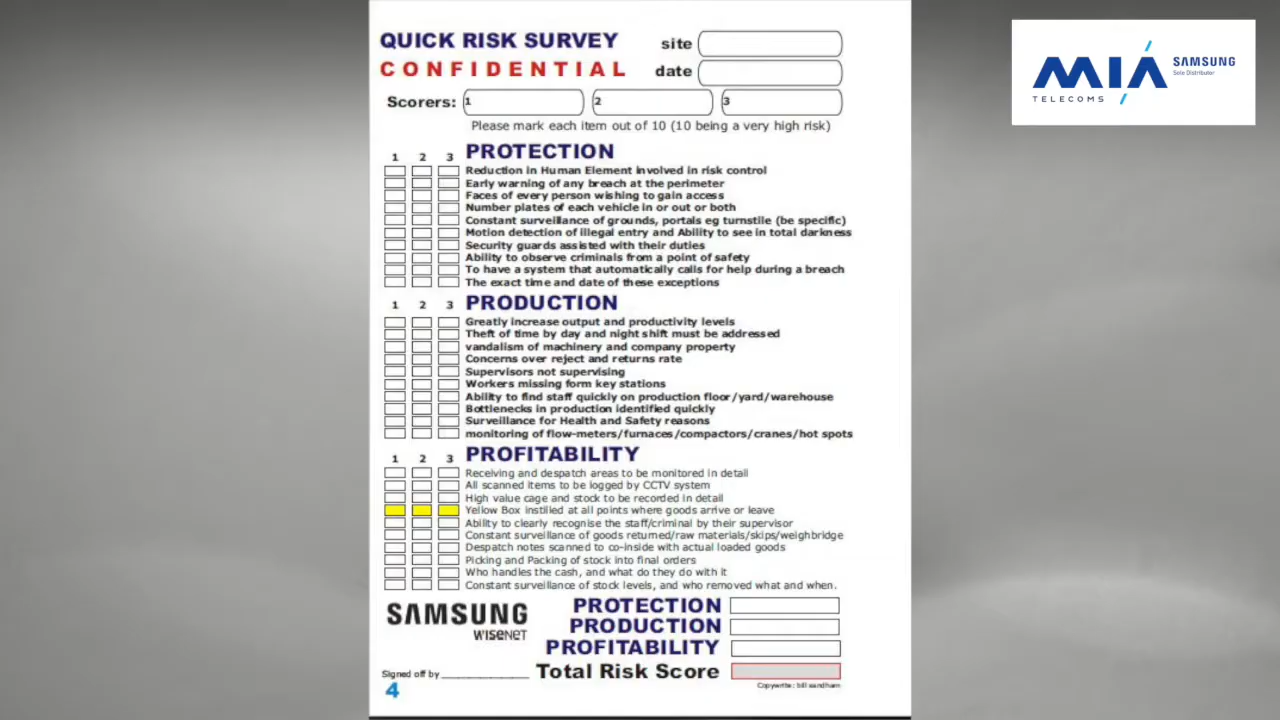 QUICK RISK SURVEY
site
CONFIDENTIAL
date
Scorers: 1 2 3
Please mark each item out of 10 (10 being a very high risk)
1 2 3 PROTECTION
Reduction in Human Element involved in risk control
Early warning of any breach at the perimeter
Faces of every person wishing to gain access
Number plates of each vehicle in or out or both
Constant surveillance of grounds, portals eg turnstile (be specific)
Motion detection of illegal entry and Ability to see in total darkness
Security guards assisted with their duties
Ability to observe criminals from a point of safety
To have a system that automatically calls for help during a breach
The exact time and date of these exceptions
1 2 3 PRODUCTION
Greatly increase output and productivity levels
Theft of time by day and night shift must be addressed
vandalism of machinery and company property
Concerns over reject and returns rate
Supervisors not supervising
Workers missing form key stations
Ability to find staff quickly on production floor/yard/warehouse
Bottlenecks in production identified quickly
Surveillance for Health and Safety reasons
monitoring of flow-meters/furnaces/compactors/cranes/hot spots
1 2 3 PROFITABILITY
Receiving and despatch areas to be monitored in detail
All scanned items to be logged by CCTV system
High value cage and stock to be recorded in detail
Yellow Box instilled at all points where goods arrive or leave
Ability to clearly recognise the staff/criminal by their supervisor
Constant surveillance of goods returned/raw materials/skips/weighbridge
Despatch notes scanned to co-inside with actual loaded goods
Picking and Packing of stock into final orders
Who handles the cash, and what do they do with it
Constant surveillance of stock levels, and who removed what and when.
SAMSUNG
WISENET
PROTECTION
PRODUCTION
PROFITABILITY
Total Risk Score
Signed off by
Copywrite: bill sandham
4
MIA
TELECOMS
SAMSUNG
Sole Distributor